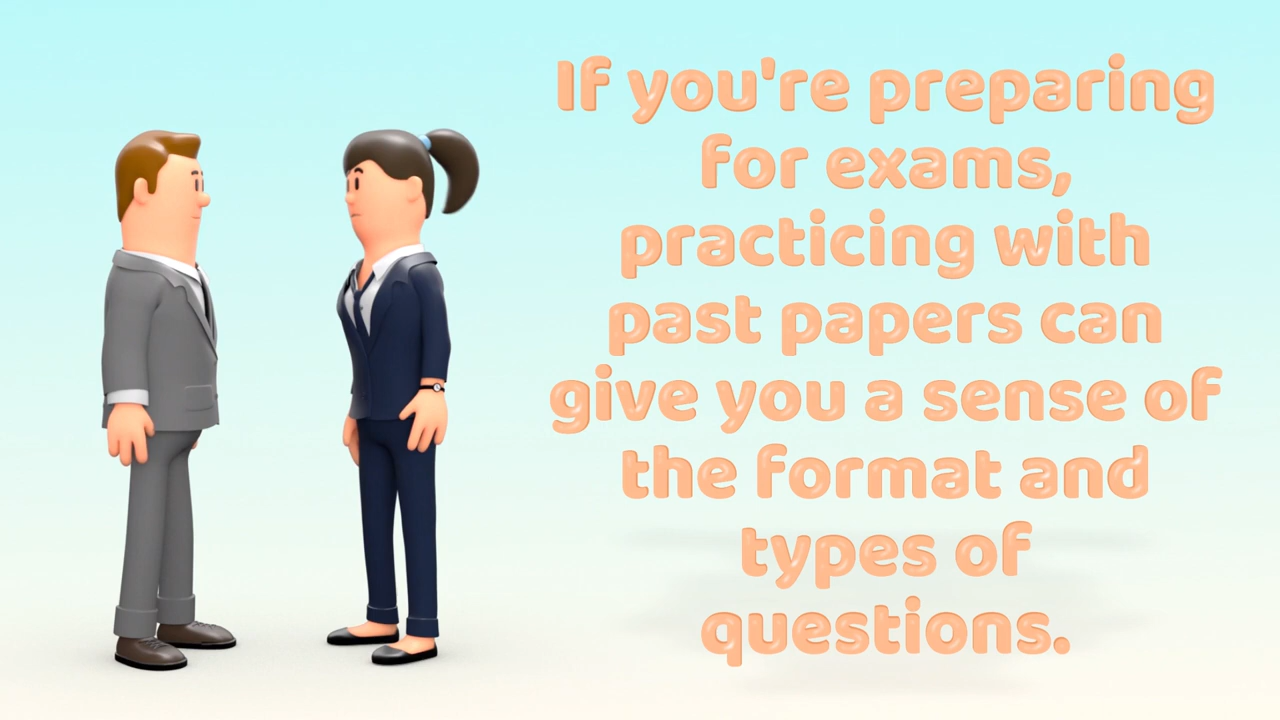 If you're preparing
for exams,
practicing with
past papers can
give you a sense of
the format and
types of
questions.